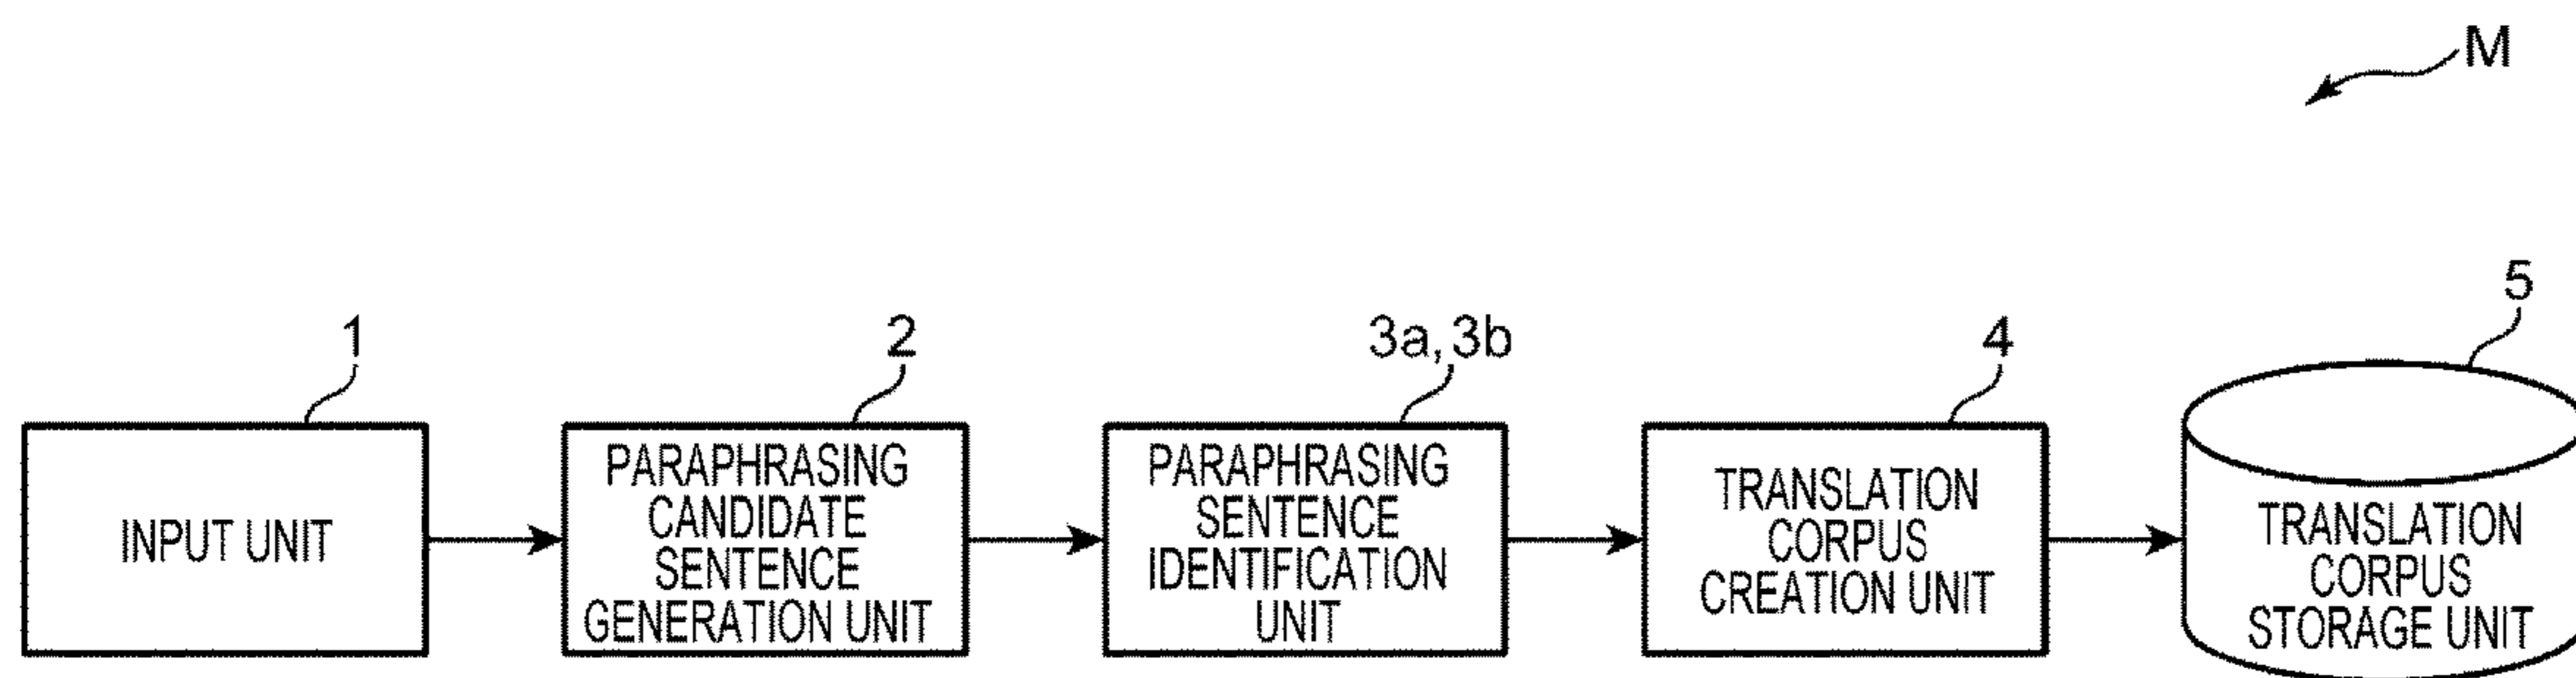 M
1
2
3a, 3b
4
5
INPUT UNIT
PARAPHRASING
CANDIDATE
SENTENCE
GENERATION UNIT
PARAPHRASING
SENTENCE
IDENTIFICATION
UNIT
TRANSLATION
CORPUS
CREATION UNIT
TRANSLATION
CORPUS
STORAGE UNIT